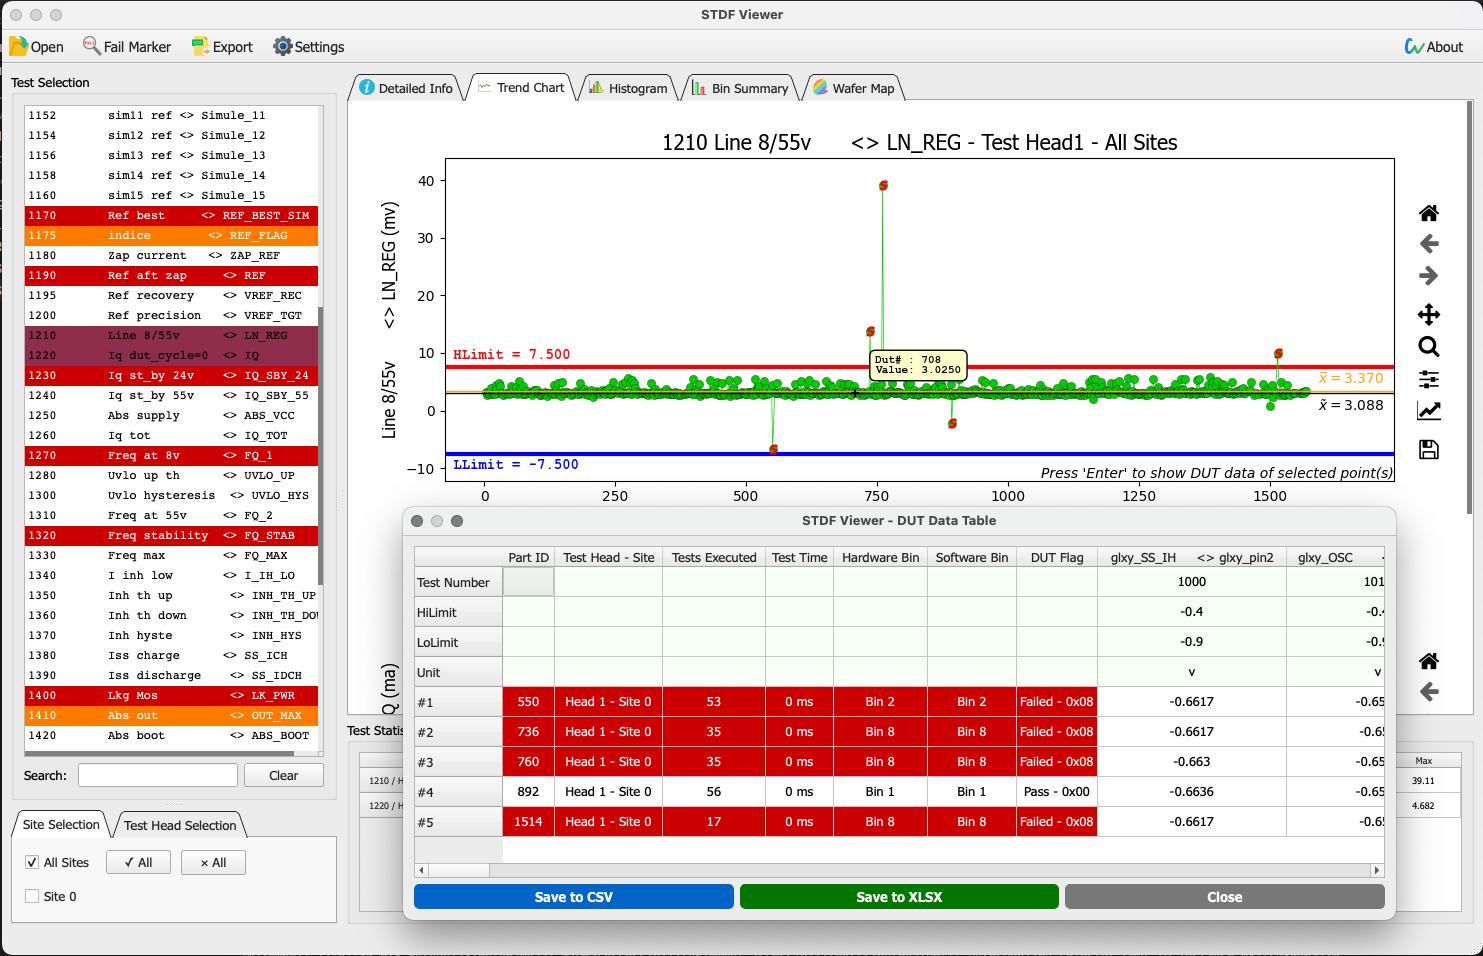 STDF Viewer
Open Fail Marker Export Settings About
Test Selection
1152 sim11 ref <> Simule_11
1154 sim12 ref <> Simule_12
1156 sim13 ref <> Simule_13
1158 sim14 ref <> Simule_14
1160 sim15 ref <> Simule_15
1170 Ref best <> REF_BEST_SIM
1175 indice <> REF_FLAG
1180 Zap current <> ZAP_REF
1190 Ref aft zap <> REF
1195 Ref recovery <> VREF_REC
1200 Ref precision <> VREF_TGT
1210 Line 8/55v <> LN_REG
1220 Iq dut_cycle=0 <> IQ
1230 Iq st_by 24v <> IQ_SBY_24
1240 Iq st_by 55v <> IQ_SBY_55
1250 Abs supply <> ABS_VCC
1260 Iq tot <> IQ_TOT
1270 Freq at 8v <> FQ_1
1280 Uvlo up th <> UVLO_UP
1300 Uvlo hysteresis <> UVLO_HYS
1310 Freq at 55v <> FQ_2
1320 Freq stability <> FQ_STAB
1330 Freq max <> FQ_MAX
1340 I inh low <> I_IH_LO
1350 Inh th up <> INH_TH_UP
1360 Inh th down <> INH_TH_DO
1370 Inh hyste <> INH_HYS
1380 Iss charge <> SS_ICH
1390 Iss discharge <> SS_IDCH
1400 Lkg Mos <> LK_PWR
1410 Abs out <> OUT_MAX
1420 Abs boot <> ABS_BOOT
Search: Clear
Site Selection Test Head Selection
All Sites ✓ All × All
Site 0
Detailed Info Trend Chart Histogram Bin Summary Wafer Map
1210 Line 8/55v <> LN_REG - Test Head1 - All Sites
Line 8/55v <> LN_REG (mv)
40
30
20
10
0
−10
HLimit = 7.500
Dut# : 708
Value: 3.0250
x̄ = 3.370
x̃ = 3.088
LLimit = -7.500
Press 'Enter' to show DUT data of selected point(s)
0 250 500 750 1000 1250 1500
Q (ma)
Test Statis
1210 / H
1220 / H
Max
39.11
4.682
STDF Viewer - DUT Data Table
Part ID Test Head - Site Tests Executed Test Time Hardware Bin Software Bin DUT Flag glxy_SS_IH <> glxy_pin2 glxy_OSC
Test Number 1000 101
HiLimit -0.4 -0.4
LoLimit -0.9 -0.9
Unit v v
#1 550 Head 1 - Site 0 53 0 ms Bin 2 Bin 2 Failed - 0x08 -0.6617 -0.65
#2 736 Head 1 - Site 0 35 0 ms Bin 8 Bin 8 Failed - 0x08 -0.6617 -0.65
#3 760 Head 1 - Site 0 35 0 ms Bin 8 Bin 8 Failed - 0x08 -0.663 -0.65
#4 892 Head 1 - Site 0 56 0 ms Bin 1 Bin 1 Pass - 0x00 -0.6636 -0.65
#5 1514 Head 1 - Site 0 17 0 ms Bin 8 Bin 8 Failed - 0x08 -0.6617 -0.65
Save to CSV Save to XLSX Close